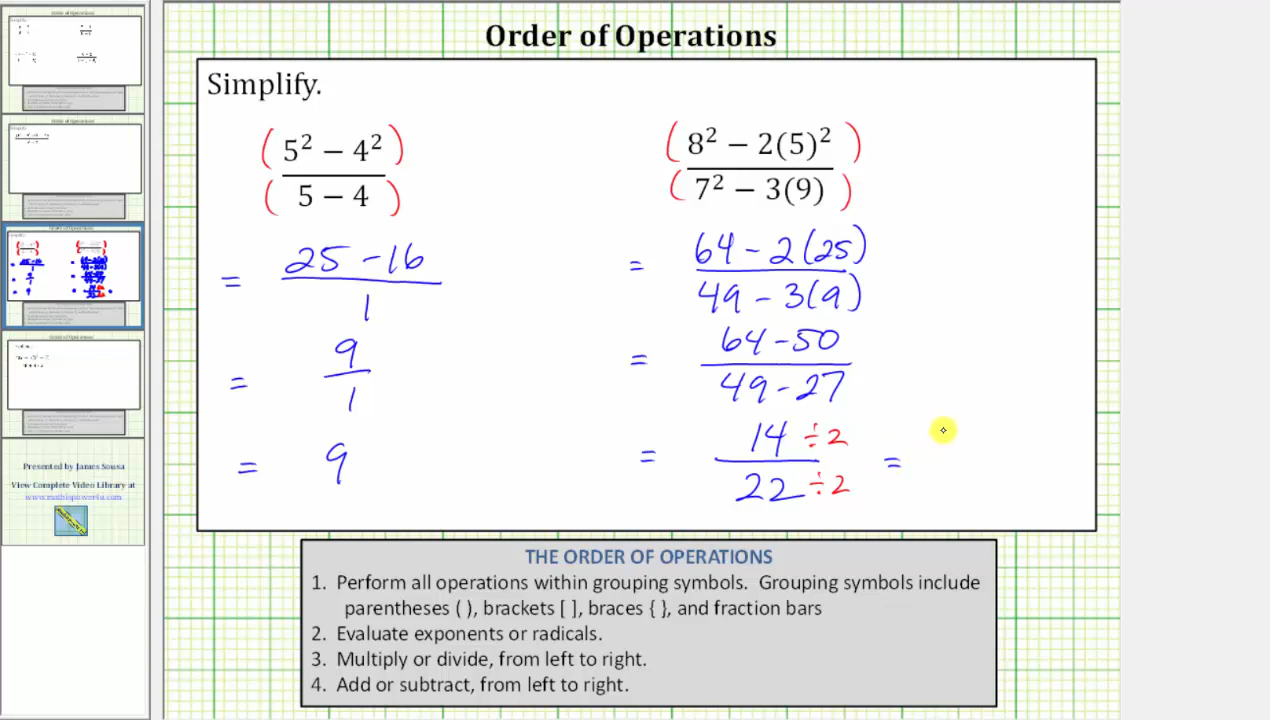 Order of Operations
Simplify.
(5² − 4²)
(5 − 4)
= 25 − 16
1
= 9
1
= 9
(8² − 2(5)²)
(7² − 3(9))
= 64 − 2(25)
49 − 3(9)
= 64 − 50
49 − 27
= 14 ÷2
22 ÷2
=
THE ORDER OF OPERATIONS
1. Perform all operations within grouping symbols. Grouping symbols include
parentheses ( ), brackets [ ], braces { }, and fraction bars
2. Evaluate exponents or radicals.
3. Multiply or divide, from left to right.
4. Add or subtract, from left to right.
Presented by James Sousa
View Complete Video Library at
www.mathispower4u.com